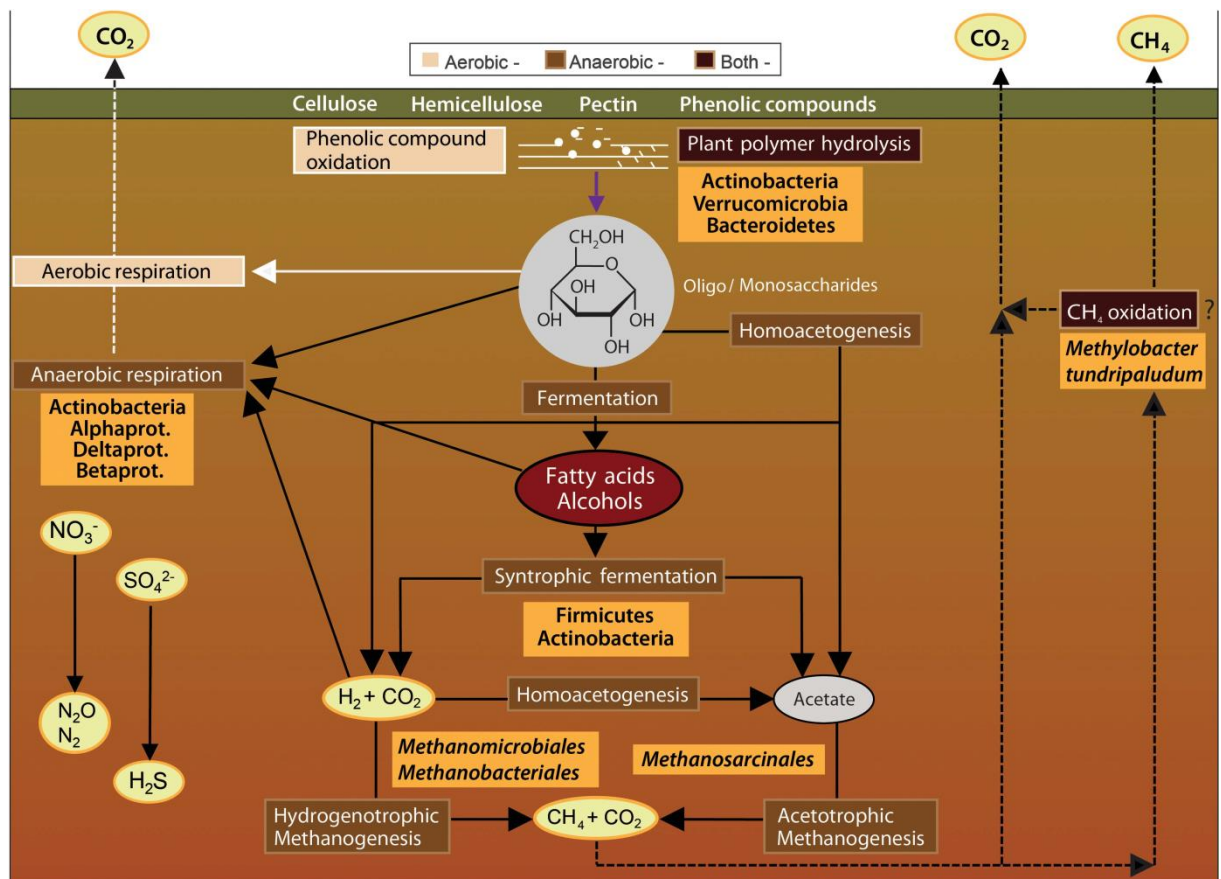 CO₂
CO₂
CH₄
Aerobic - Anaerobic - Both -
Cellulose Hemicellulose Pectin Phenolic compounds
Phenolic compound
oxidation
Plant polymer hydrolysis
Actinobacteria
Verrucomicrobia
Bacteroidetes
CH₂OH
O
OH
OH
OH
OH
Oligo / Monosaccharides
Aerobic respiration
Homoacetogenesis
CH₄ oxidation ?
Methylobacter
tundripaludum
Anaerobic respiration
Actinobacteria
Alphaprot.
Deltaprot.
Betaprot.
Fermentation
Fatty acids
Alcohols
NO₃⁻
SO₄²⁻
Syntrophic fermentation
Firmicutes
Actinobacteria
H₂ + CO₂
Homoacetogenesis
Acetate
N₂O
N₂
H₂S
Methanomicrobiales
Methanobacteriales
Methanosarcinales
Hydrogenotrophic
Methanogenesis
CH₄ + CO₂
Acetotrophic
Methanogenesis